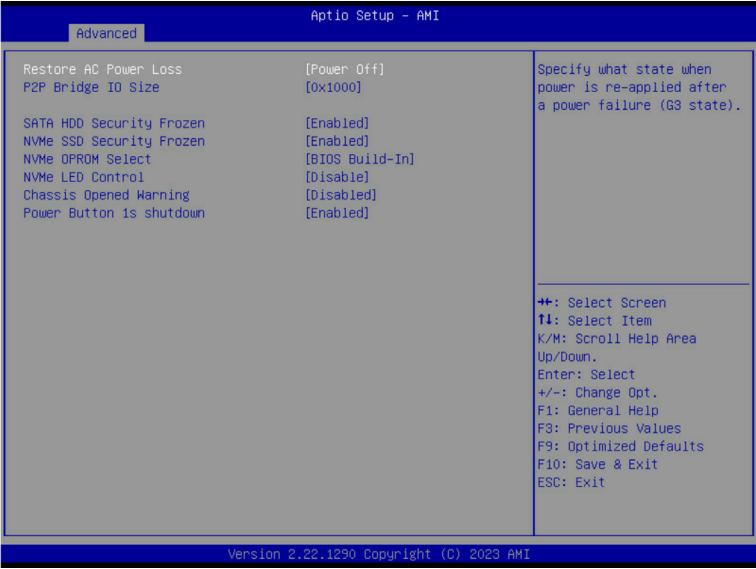 Aptio Setup – AMI
Advanced
Restore AC Power Loss [Power Off]
P2P Bridge IO Size [0x1000]
SATA HDD Security Frozen [Enabled]
NVMe SSD Security Frozen [Enabled]
NVMe OPROM Select [BIOS Build-In]
NVMe LED Control [Disable]
Chassis Opened Warning [Disabled]
Power Button 1s shutdown [Enabled]
Specify what state when
power is re-applied after
a power failure (G3 state).
→←: Select Screen
↑↓: Select Item
K/M: Scroll Help Area
Up/Down.
Enter: Select
+/-: Change Opt.
F1: General Help
F3: Previous Values
F9: Optimized Defaults
F10: Save & Exit
ESC: Exit
Version 2.22.1290 Copyright (C) 2023 AMI